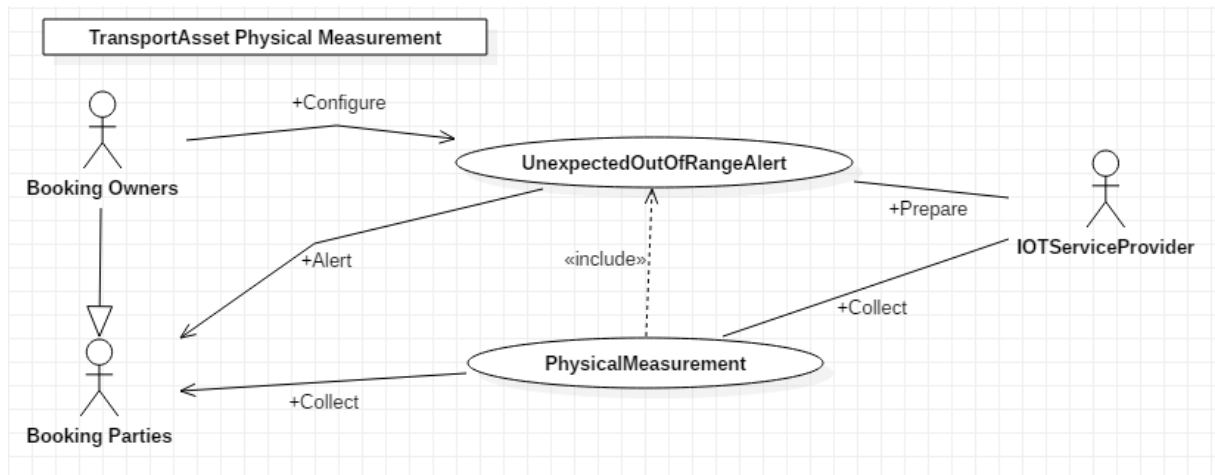 TransportAsset Physical Measurement
+Configure
UnexpectedOutOfRangeAlert
Booking Owners
+Prepare
IOTServiceProvider
+Alert
«include»
+Collect
PhysicalMeasurement
+Collect
Booking Parties